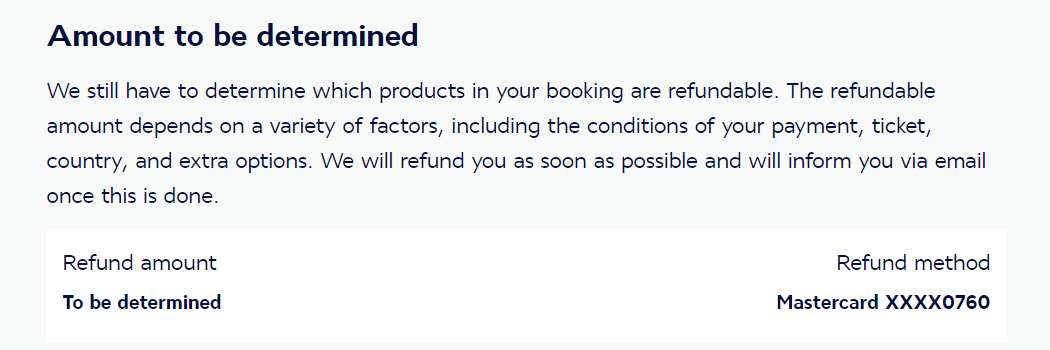 Amount to be determined
We still have to determine which products in your booking are refundable. The refundable
amount depends on a variety of factors, including the conditions of your payment, ticket,
country, and extra options. We will refund you as soon as possible and will inform you via email
once this is done.
Refund amount
Refund method
To be determined
Mastercard XXXX0760